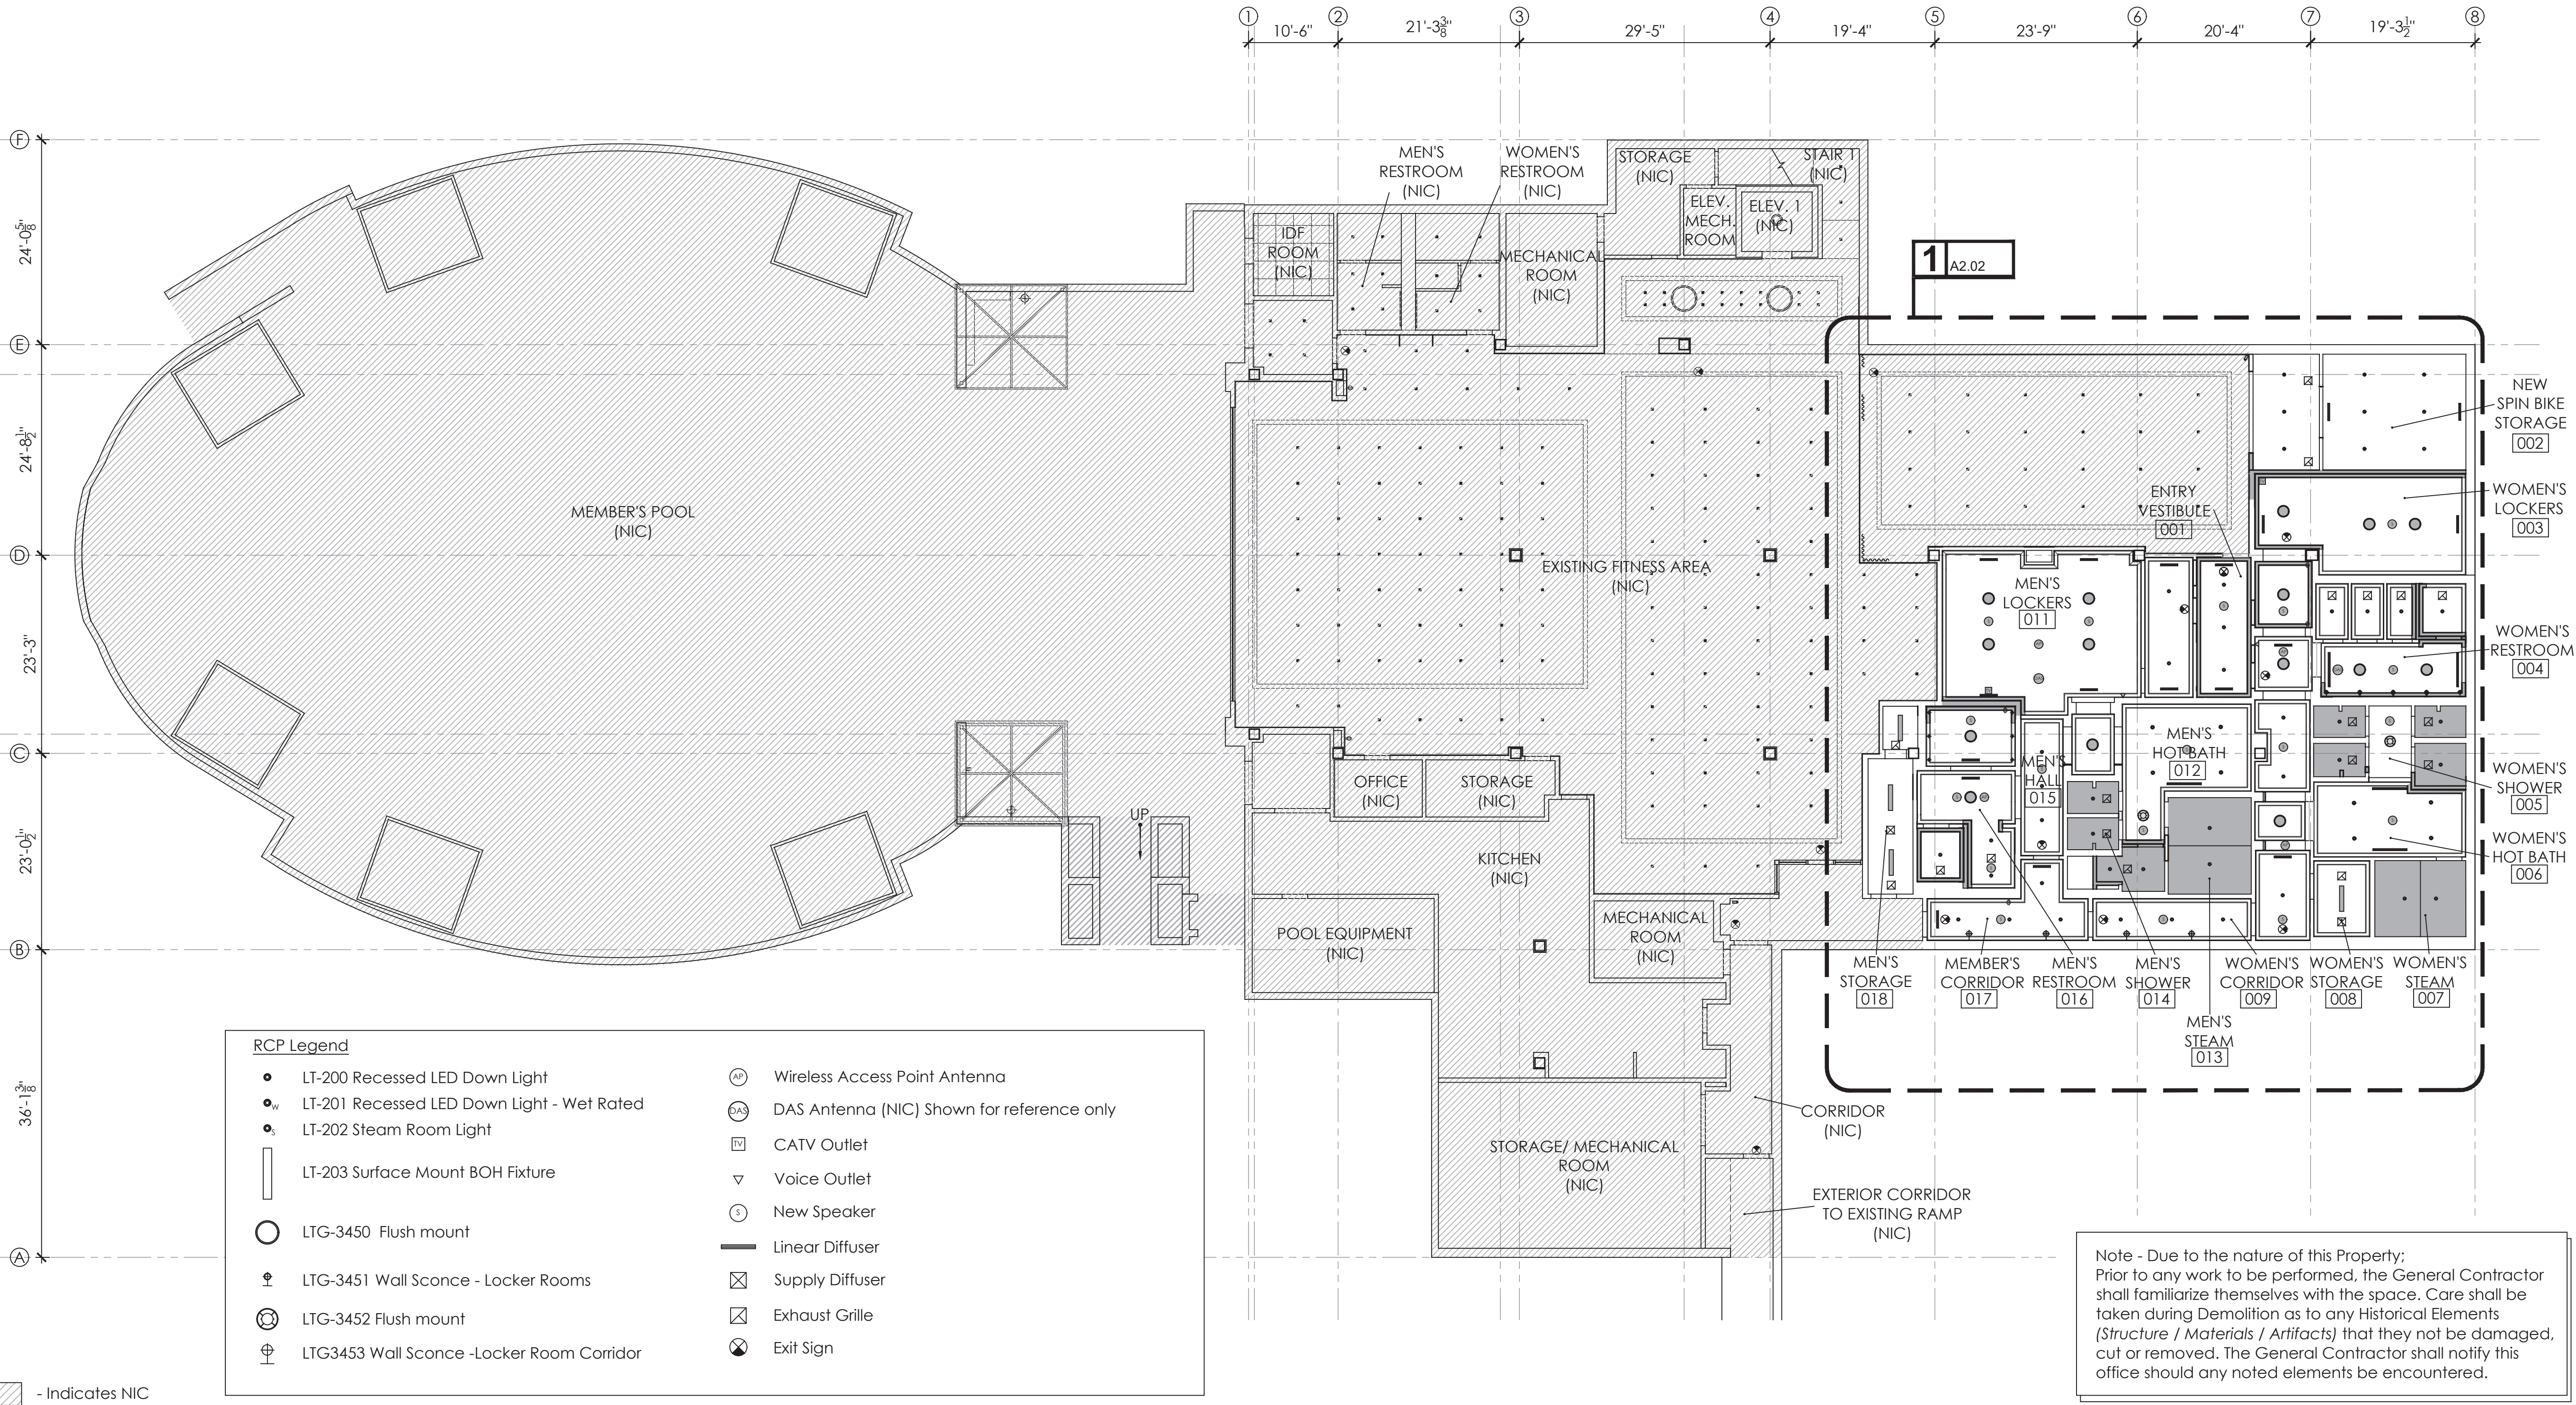 1
2
3
4
5
6
7
8
10'-6"
21'-3 3/8"
29'-5"
19'-4"
23'-9"
20'-4"
19'-3 1/2"
F
E
D
C
B
A
24'-0 5/8"
24'-8 1/2"
23'-3"
23'-0 1/2"
36'-1 3/8"
MEN'S
RESTROOM
(NIC)
WOMEN'S
RESTROOM
(NIC)
STORAGE
(NIC)
STAIR 1
(NIC)
ELEV.
MECH.
ROOM
ELEV. 1
(NIC)
IDF
ROOM
(NIC)
MECHANICAL
ROOM
(NIC)
1
A2.02
MEMBER'S POOL
(NIC)
EXISTING FITNESS AREA
(NIC)
NEW
SPIN BIKE
STORAGE
002
ENTRY
VESTIBULE
001
WOMEN'S
LOCKERS
003
MEN'S
LOCKERS
011
WOMEN'S
RESTROOM
004
MEN'S
HOT BATH
012
MEN'S
HALL
015
WOMEN'S
SHOWER
005
WOMEN'S
HOT BATH
006
OFFICE
(NIC)
STORAGE
(NIC)
UP
KITCHEN
(NIC)
POOL EQUIPMENT
(NIC)
MECHANICAL
ROOM
(NIC)
MEN'S
STORAGE
018
MEMBER'S
CORRIDOR
017
MEN'S
RESTROOM
016
MEN'S
SHOWER
014
WOMEN'S
CORRIDOR
009
WOMEN'S
STORAGE
008
WOMEN'S
STEAM
007
MEN'S
STEAM
013
CORRIDOR
(NIC)
STORAGE/ MECHANICAL
ROOM
(NIC)
EXTERIOR CORRIDOR
TO EXISTING RAMP
(NIC)
RCP Legend
LT-200 Recessed LED Down Light
W
LT-201 Recessed LED Down Light - Wet Rated
S
LT-202 Steam Room Light
LT-203 Surface Mount BOH Fixture
LTG-3450 Flush mount
LTG-3451 Wall Sconce - Locker Rooms
LTG-3452 Flush mount
LTG3453 Wall Sconce -Locker Room Corridor
AP
Wireless Access Point Antenna
DAS
DAS Antenna (NIC) Shown for reference only
TV
CATV Outlet
Voice Outlet
S
New Speaker
Linear Diffuser
Supply Diffuser
Exhaust Grille
Exit Sign
- Indicates NIC
Note - Due to the nature of this Property;
Prior to any work to be performed, the General Contractor
shall familiarize themselves with the space. Care shall be
taken during Demolition as to any Historical Elements
(Structure / Materials / Artifacts) that they not be damaged,
cut or removed. The General Contractor shall notify this
office should any noted elements be encountered.